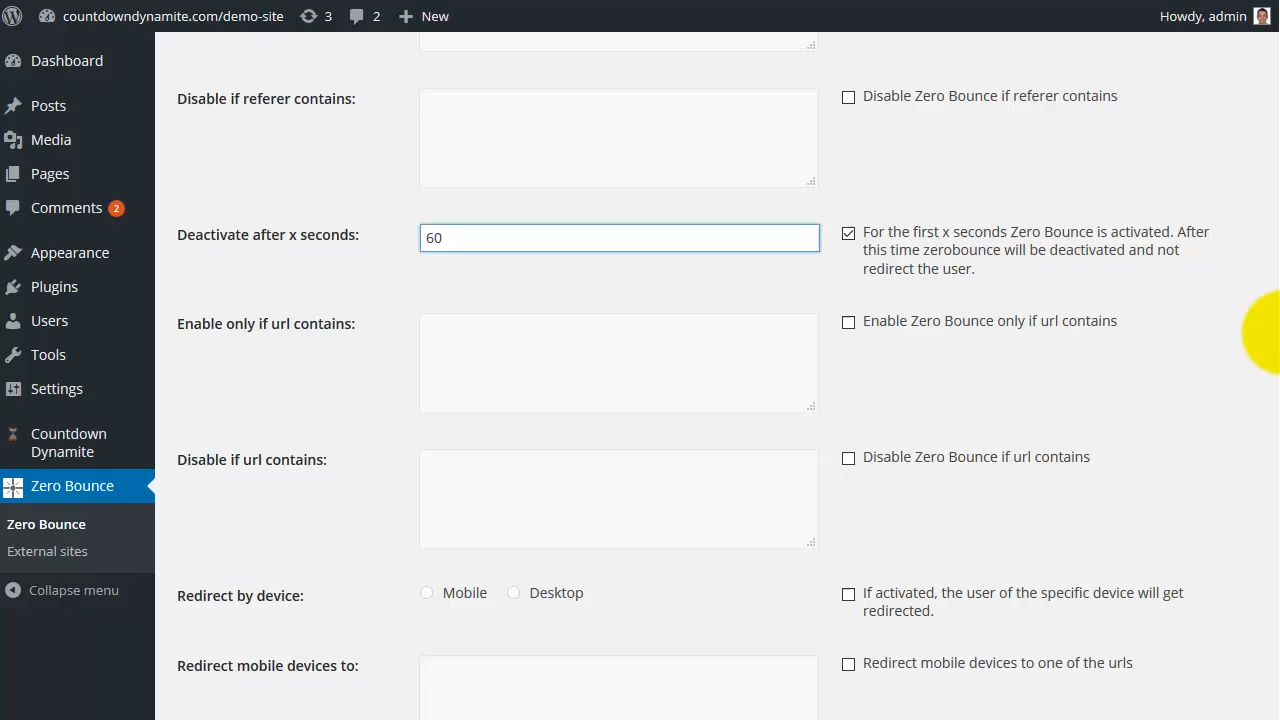 countdowndynamite.com/demo-site 3 2 New Howdy, admin
Dashboard
Posts
Media
Pages
Comments 2
Appearance
Plugins
Users
Tools
Settings
Countdown
Dynamite
Zero Bounce
Zero Bounce
External sites
Collapse menu
Disable if referer contains:
Disable Zero Bounce if referer contains
Deactivate after x seconds:
60
For the first x seconds Zero Bounce is activated. After
this time zerobounce will be deactivated and not
redirect the user.
Enable only if url contains:
Enable Zero Bounce only if url contains
Disable if url contains:
Disable Zero Bounce if url contains
Redirect by device:
Mobile Desktop
If activated, the user of the specific device will get
redirected.
Redirect mobile devices to:
Redirect mobile devices to one of the urls